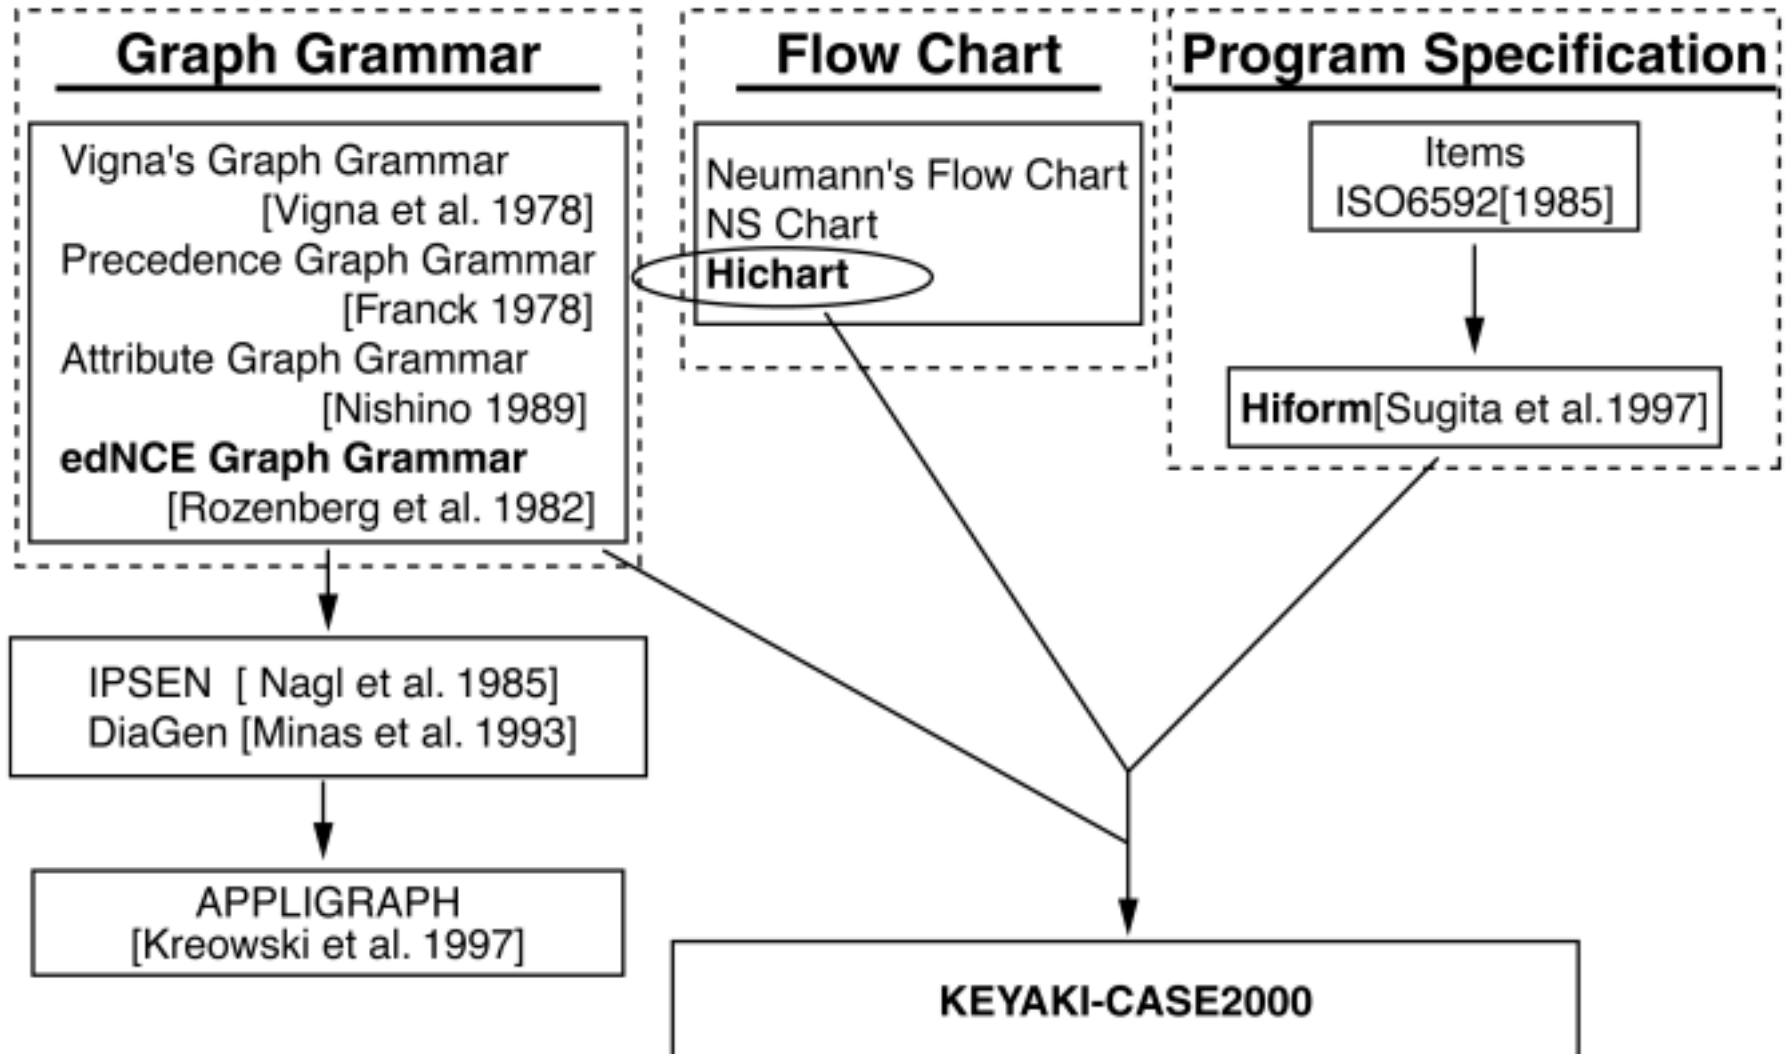 Graph Grammar
Vigna's Graph Grammar
[Vigna et al. 1978]
Precedence Graph Grammar
[Franck 1978]
Attribute Graph Grammar
[Nishino 1989]
edNCE Graph Grammar
[Rozenberg et al. 1982]
IPSEN [ Nagl et al. 1985]
DiaGen [Minas et al. 1993]
APPLIGRAPH
[Kreowski et al. 1997]
Flow Chart
Neumann's Flow Chart
NS Chart
Hichart
Program Specification
Items
ISO6592[1985]
Hiform[Sugita et al.1997]
KEYAKI-CASE2000